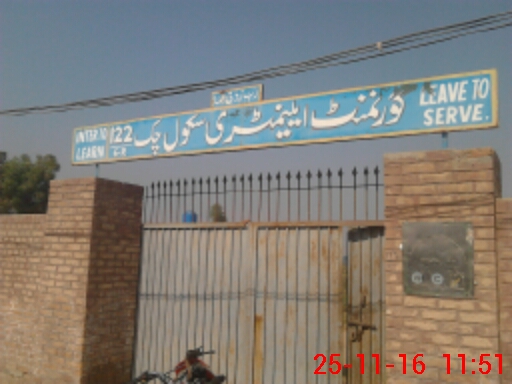 گورنمنٹ ایلیمنٹری سکول چک 122
ENTER TO
LEARN
LEAVE TO
SERVE.
25-11-16 11:51